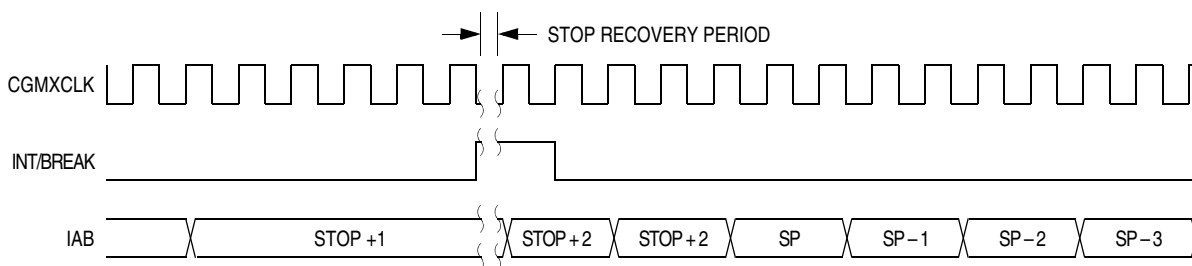 STOP RECOVERY PERIOD
CGMXCLK
INT/BREAK
IAB STOP +1 STOP + 2 STOP + 2 SP SP – 1 SP – 2 SP – 3